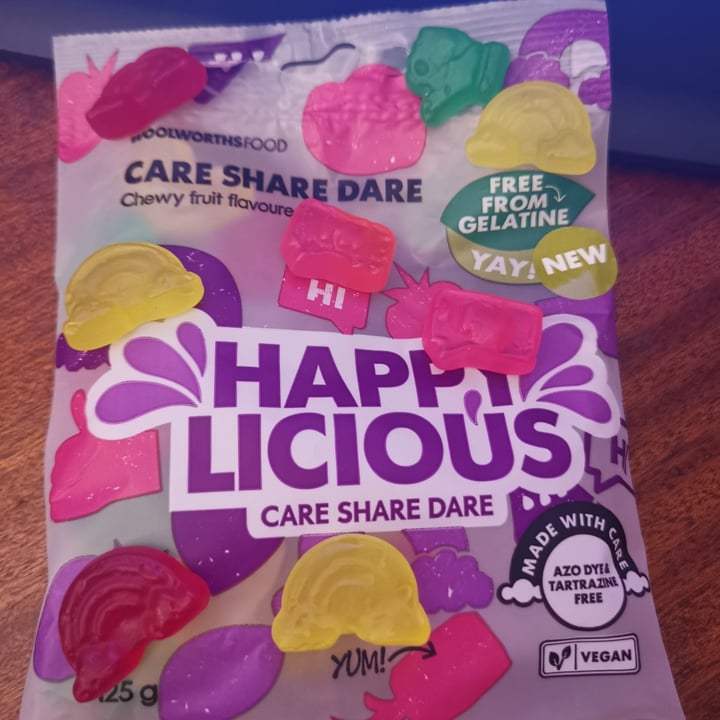 WOOLWORTHSFOOD
CARE SHARE DARE
Chewy fruit flavoure
FREE
FROM
GELATINE
YAY!
NEW
HI
HAPPY
LICIOUS
CARE SHARE DARE
MADE WITH CARE
AZO DYE &
TARTRAZINE
FREE
YUM!
VEGAN
125 g